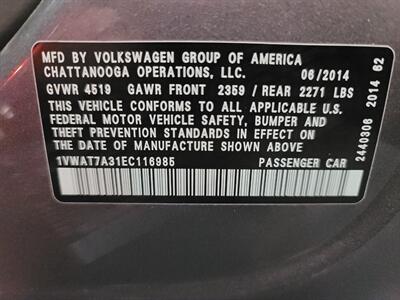 MFD BY VOLKSWAGEN GROUP OF AMERICA
CHATTANOOGA OPERATIONS, LLC. 06/2014
GVWR 4519 GAWR FRONT 2359 / REAR 2271 LBS
THIS VEHICLE CONFORMS TO ALL APPLICABLE U.S.
FEDERAL MOTOR VEHICLE SAFETY, BUMPER AND
THEFT PREVENTION STANDARDS IN EFFECT ON THE
DATE OF MANUFACTURE SHOWN ABOVE
1VWAT7A31EC116985 PASSENGER CAR
2440306 2014 62